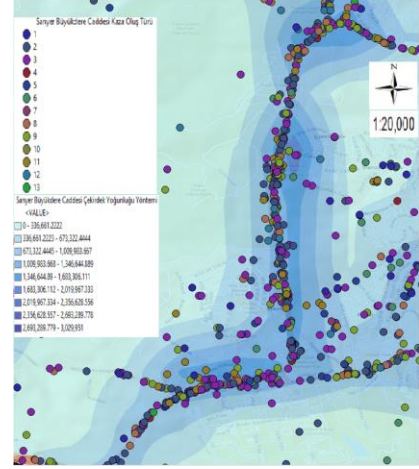 Sarıyer Büyükdere Caddesi Kaza Oluş Türü
1
2
3
4
5
6
7
8
9
10
11
12
13
Sarıyer Büyükdere Caddesi Çekirdek Yoğunluğu Yöntemi
<VALUE>
0 - 336,661.2222
336,661.2223 - 673,322.4444
673,322.4445 - 1,009,983.667
1,009,983.668 - 1,346,644.889
1,346,644.89 - 1,683,306.111
1,683,306.112 - 2,019,967.333
2,019,967.334 - 2,356,628.556
2,356,628.557 - 2,693,289.778
2,693,289.779 - 3,029,951
N
1:20,000